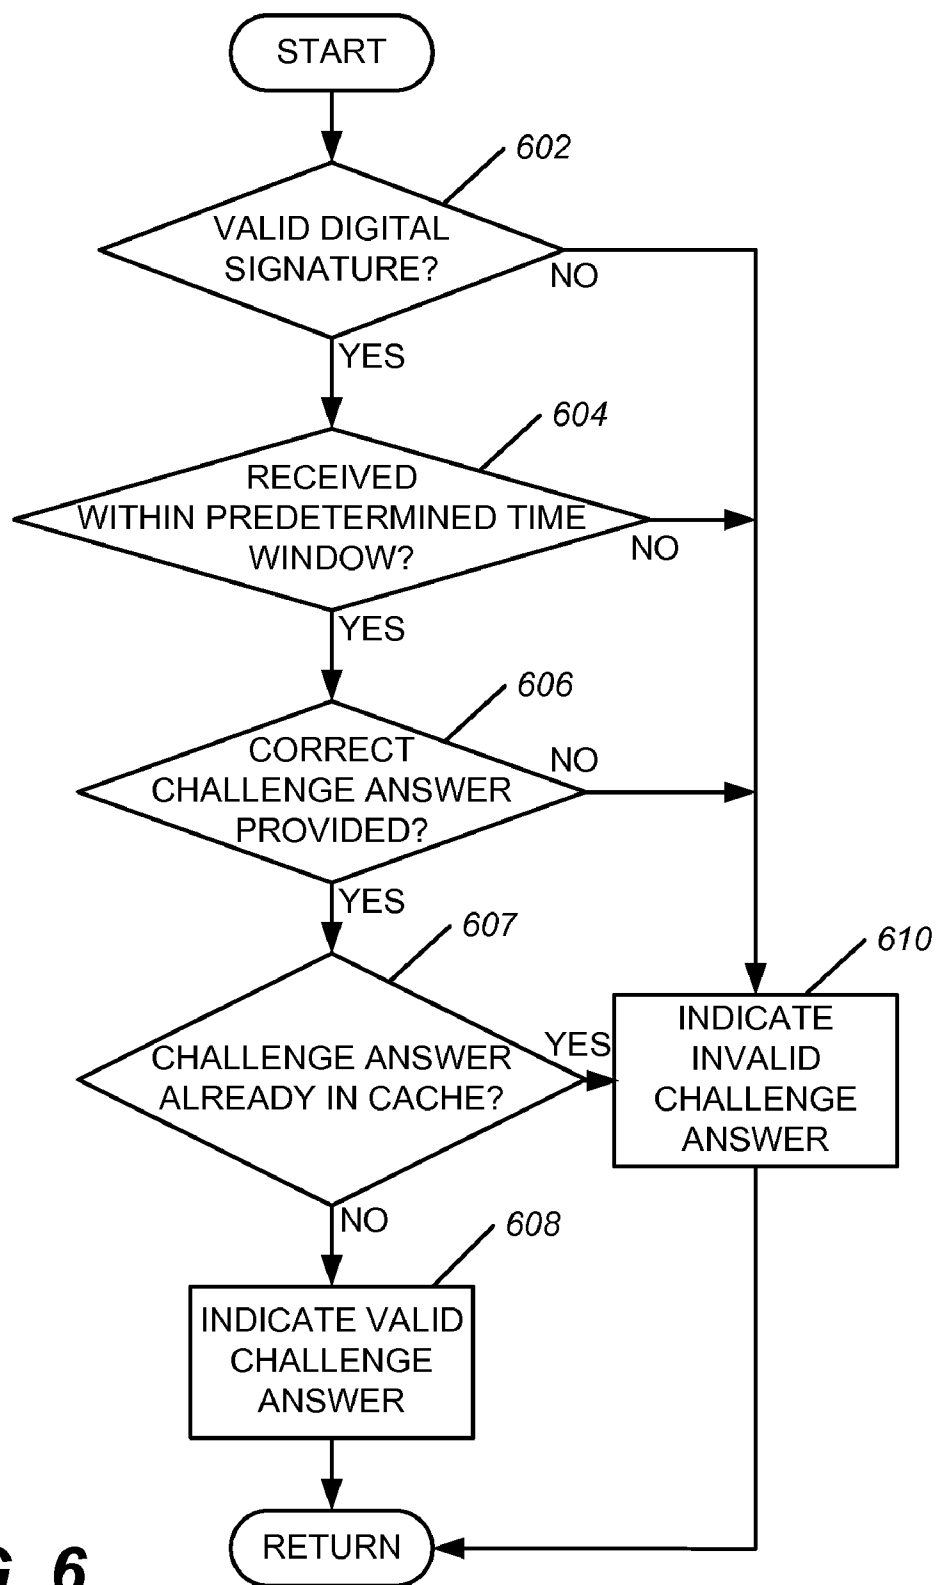 START
602
VALID DIGITAL
SIGNATURE?
NO
YES
604
RECEIVED
WITHIN PREDETERMINED TIME
WINDOW?
NO
YES
606
CORRECT
CHALLENGE ANSWER
PROVIDED?
NO
YES
607
610
CHALLENGE ANSWER
ALREADY IN CACHE?
YES
INDICATE
INVALID
CHALLENGE
ANSWER
NO
608
INDICATE VALID
CHALLENGE
ANSWER
RETURN
6